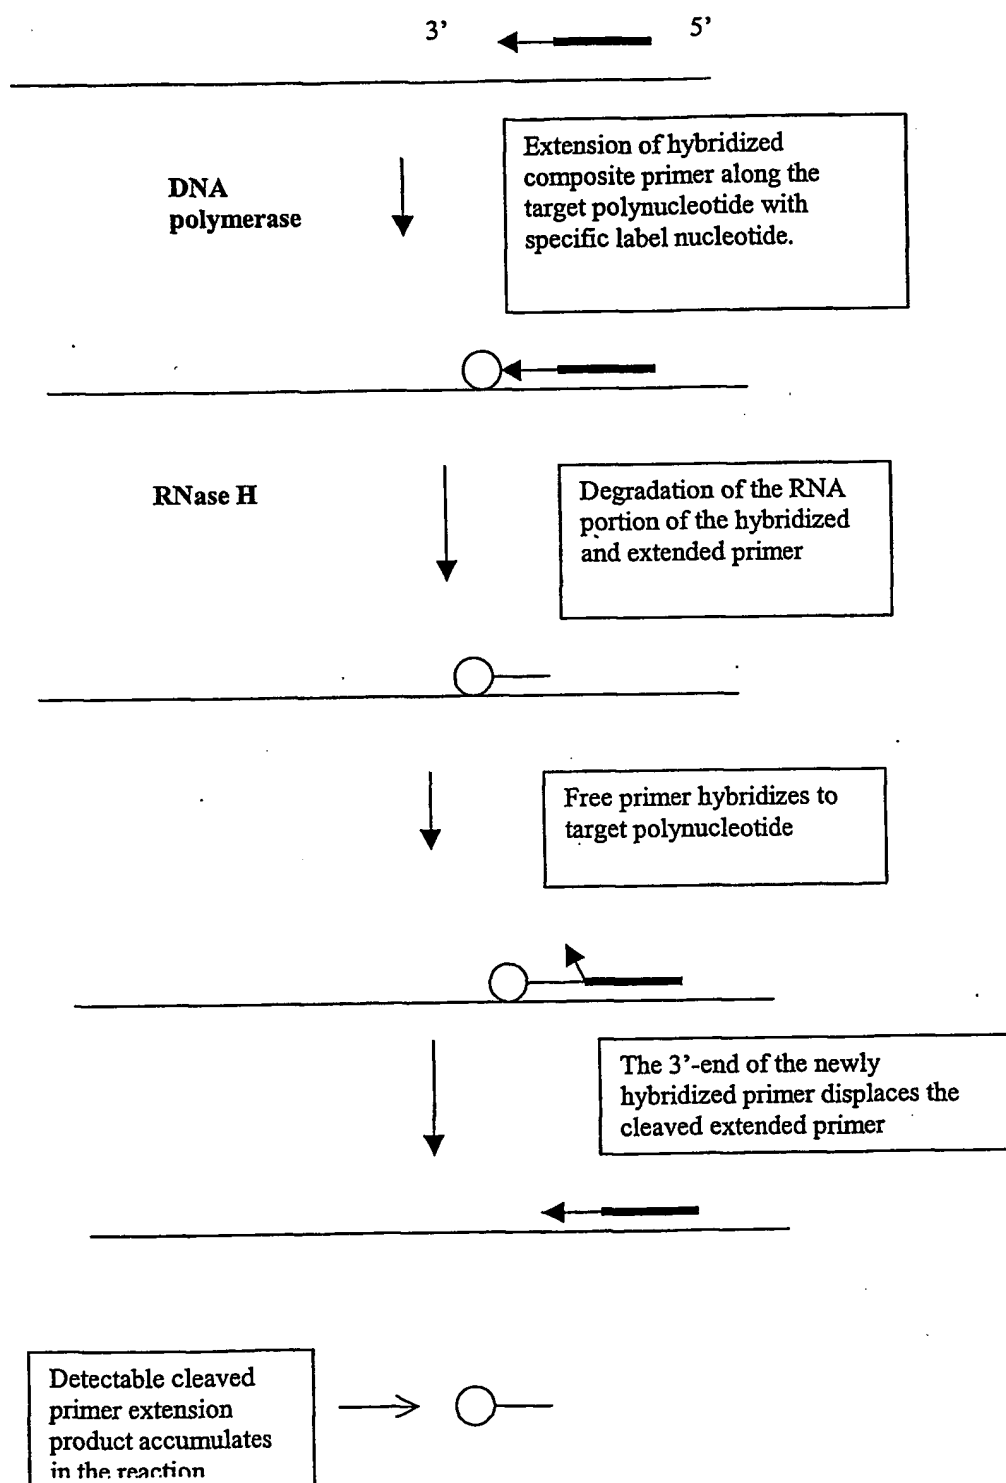 3’ 5’
Extension of hybridized
composite primer along the
target polynucleotide with
specific label nucleotide.
DNA
polymerase
RNase H
Degradation of the RNA
portion of the hybridized
and extended primer
Free primer hybridizes to
target polynucleotide
The 3’-end of the newly
hybridized primer displaces the
cleaved extended primer
Detectable cleaved
primer extension
product accumulates
in the reaction